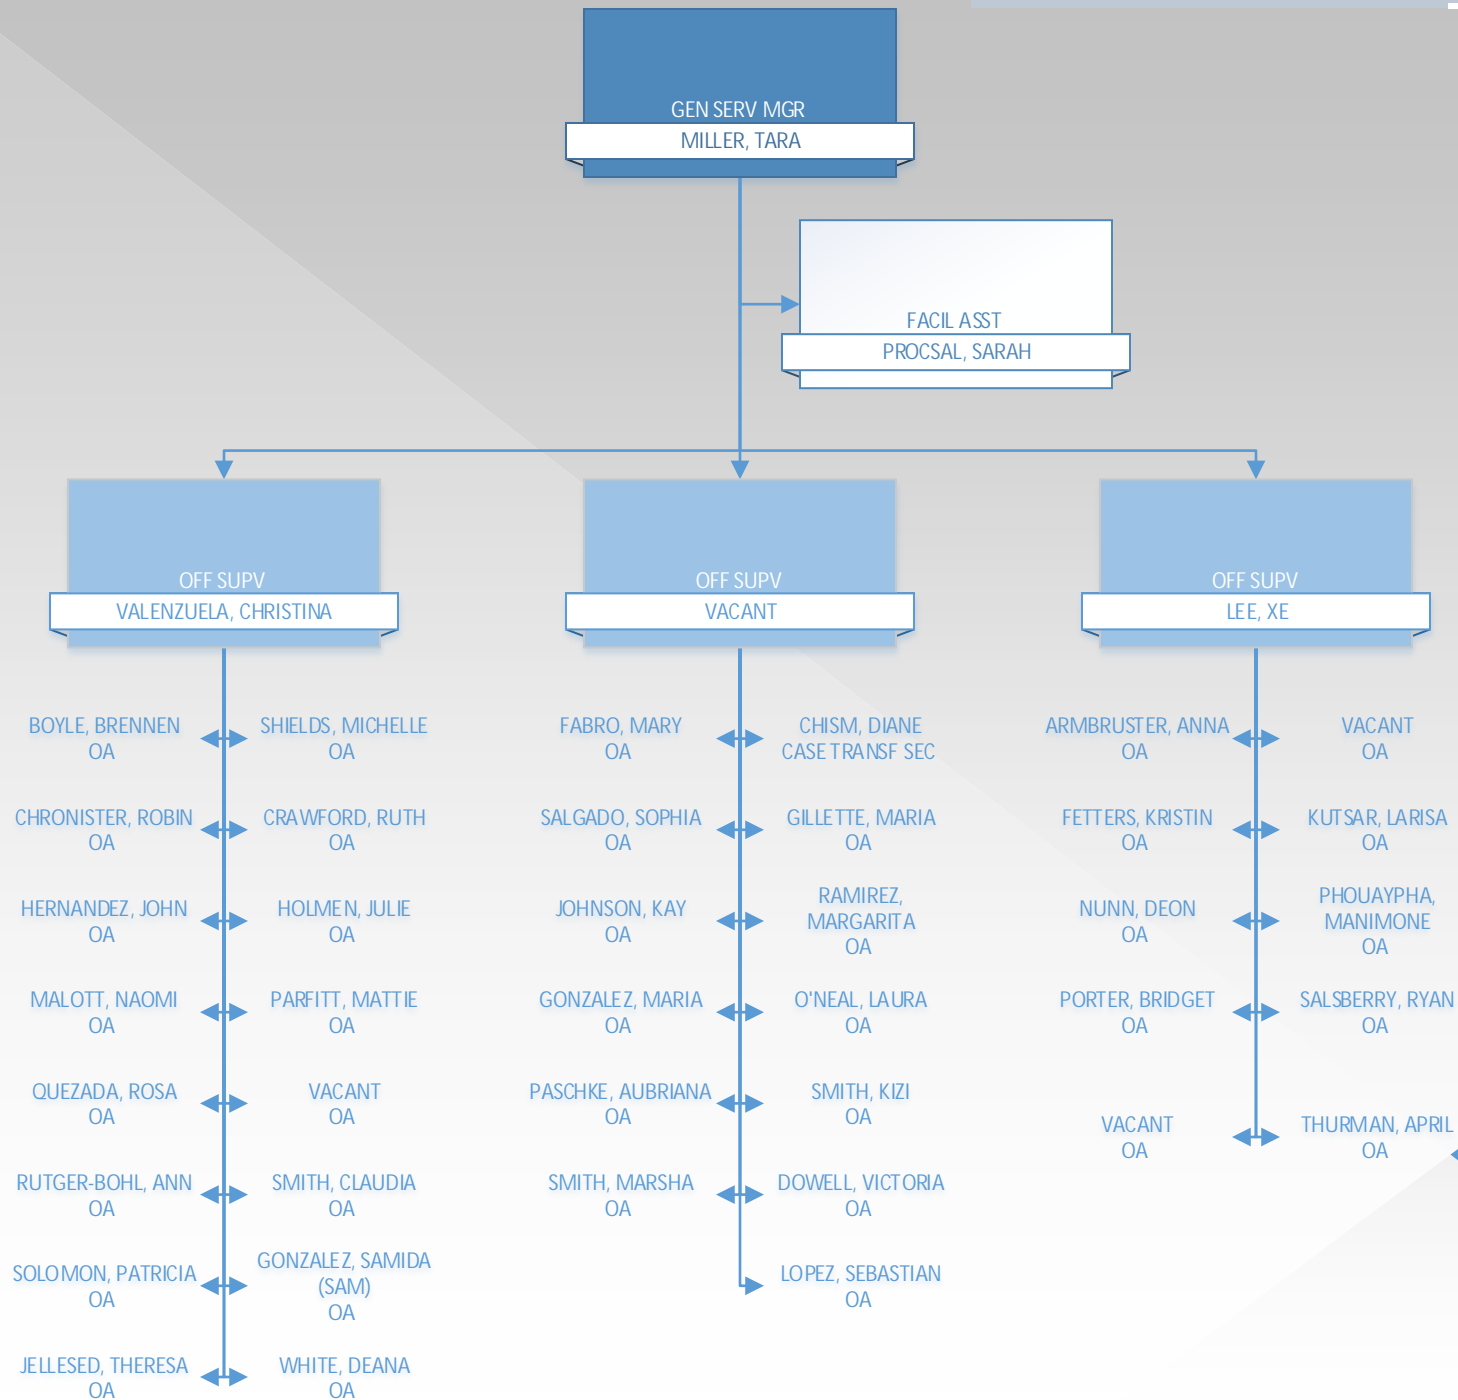 GEN SERV MGR
MILLER, TARA
FACIL ASST
PROCSAL, SARAH
OFF SUPV
VALENZUELA, CHRISTINA
BOYLE, BRENNEN
OA
SHIELDS, MICHELLE
OA
CHRONISTER, ROBIN
OA
CRAWFORD, RUTH
OA
HERNANDEZ, JOHN
OA
HOLMEN, JULIE
OA
MALOTT, NAOMI
OA
PARFITT, MATTIE
OA
QUEZADA, ROSA
OA
VACANT
OA
RUTGER-BOHL, ANN
OA
SMITH, CLAUDIA
OA
SOLOMON, PATRICIA
OA
GONZALEZ, SAMIDA
(SAM)
OA
JELLESED, THERESA
OA
WHITE, DEANA
OA
OFF SUPV
VACANT
FABRO, MARY
OA
CHISM, DIANE
CASE TRANSF SEC
SALGADO, SOPHIA
OA
GILLETTE, MARIA
OA
JOHNSON, KAY
OA
RAMIREZ,
MARGARITA
OA
GONZALEZ, MARIA
OA
O'NEAL, LAURA
OA
PASCHKE, AUBRIANA
OA
SMITH, KIZI
OA
SMITH, MARSHA
OA
DOWELL, VICTORIA
OA
LOPEZ, SEBASTIAN
OA
OFF SUPV
LEE, XE
ARMBRUSTER, ANNA
OA
VACANT
OA
FETTERS, KRISTIN
OA
KUTSAR, LARISA
OA
NUNN, DEON
OA
PHOUAYPHA,
MANIMONE
OA
PORTER, BRIDGET
OA
SALSBERRY, RYAN
OA
VACANT
OA
THURMAN, APRIL
OA